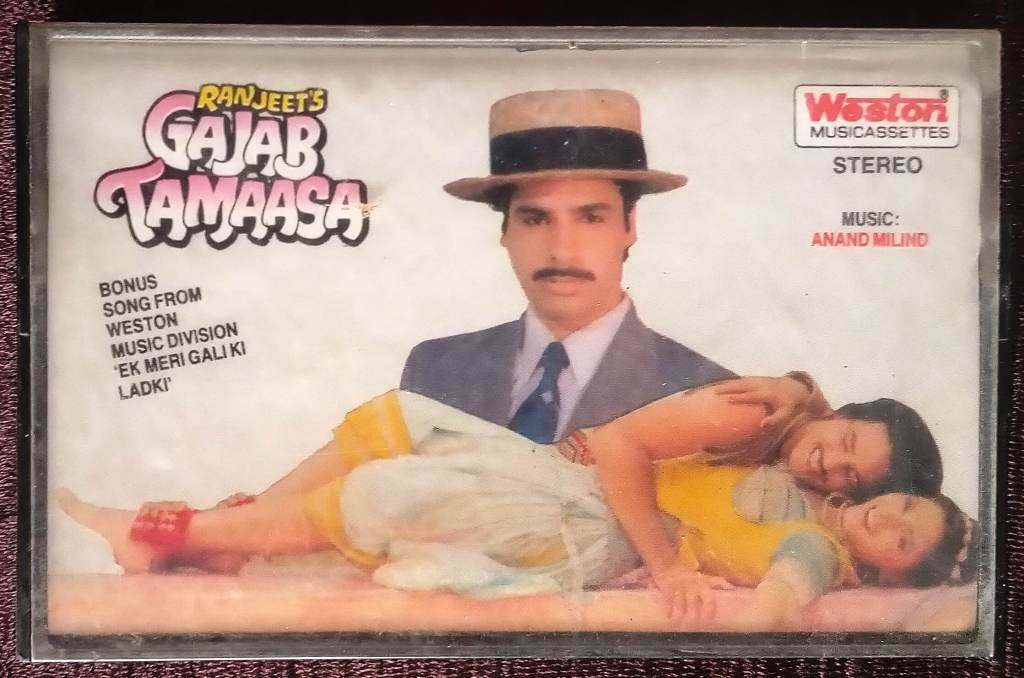 RANJEET'S
GAJAB
TAMAASA
BONUS
SONG FROM
WESTON
MUSIC DIVISION
'EK MERI GALI KI
LADKI'
Weston®
MUSICASSETTES
STEREO
MUSIC:
ANAND MILIND